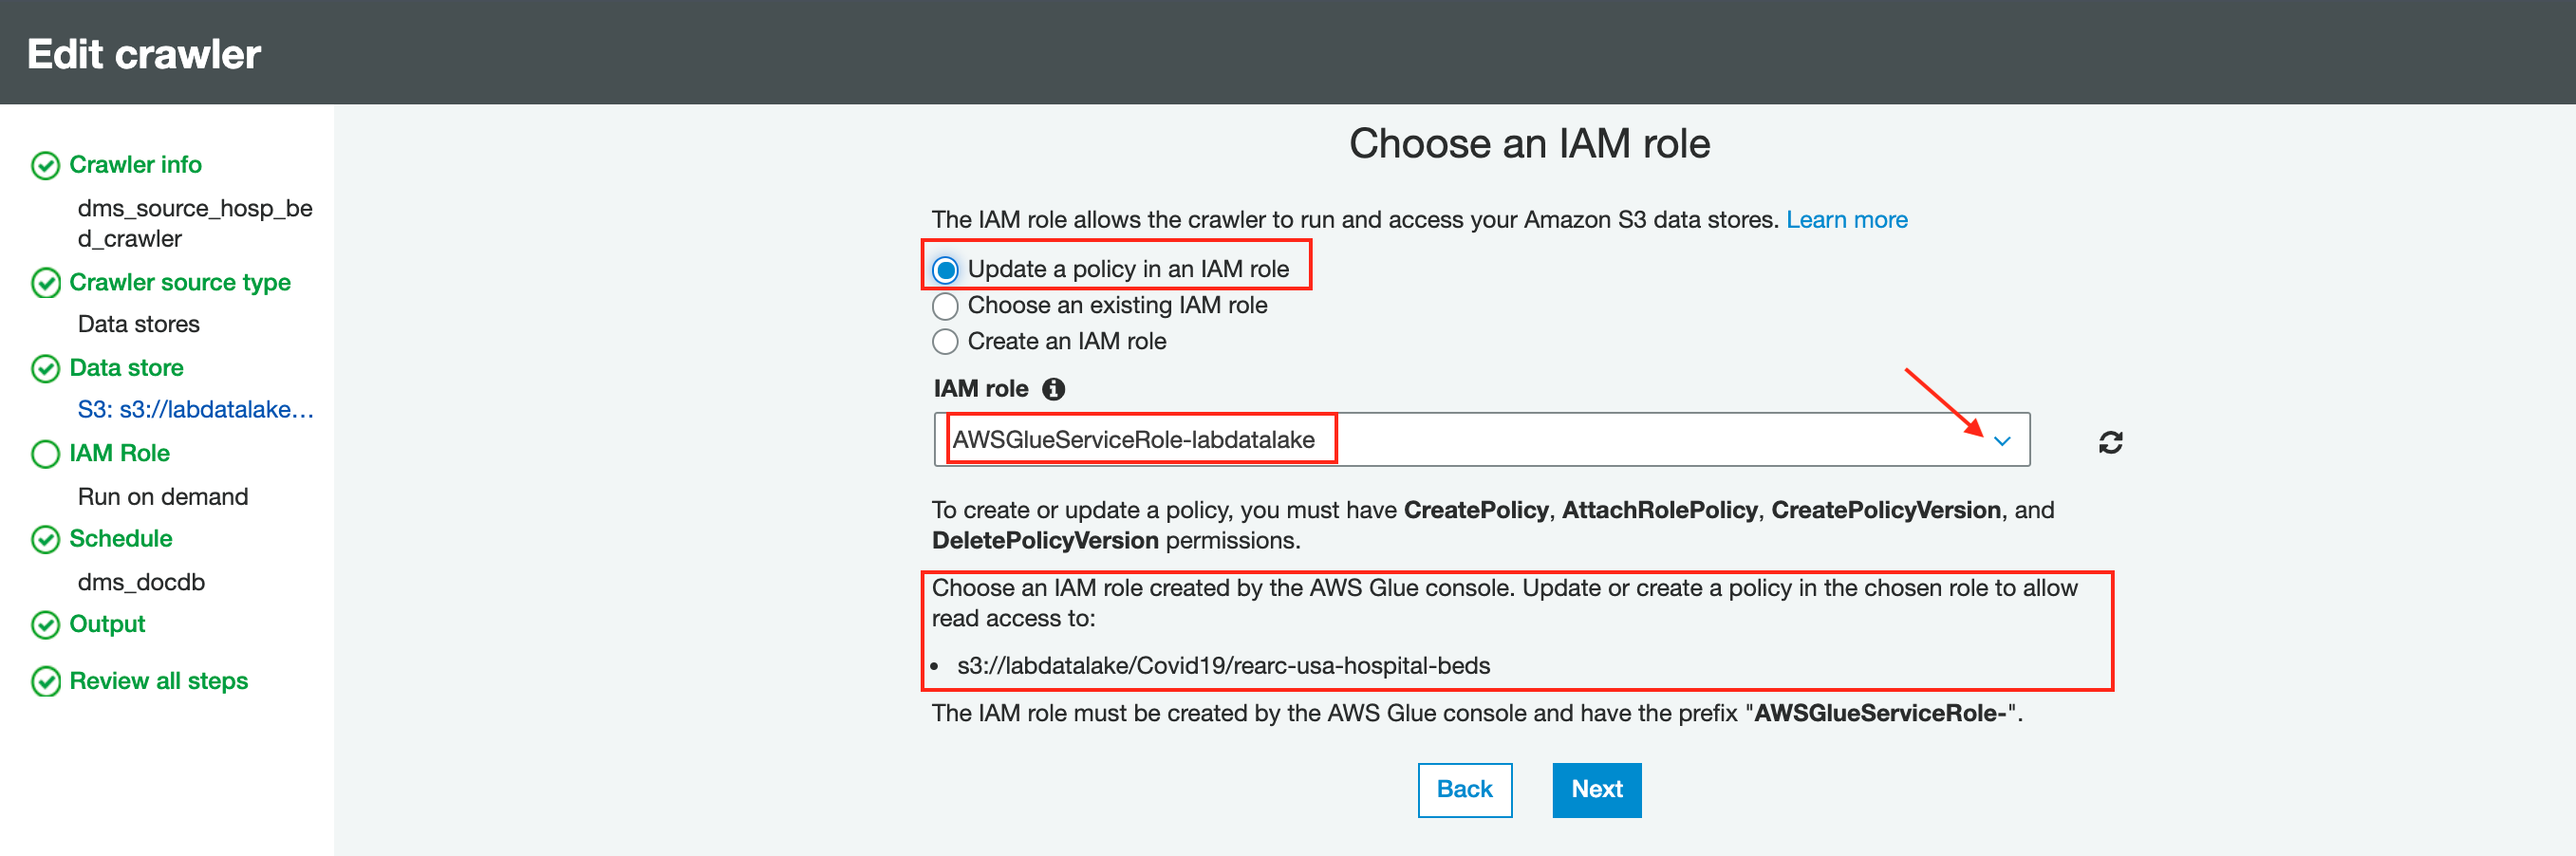 Edit crawler
Crawler info
dms_source_hosp_be
d_crawler
Crawler source type
Data stores
Data store
S3: s3://labdatalake...
IAM Role
Run on demand
Schedule
dms_docdb
Output
Review all steps
Choose an IAM role
The IAM role allows the crawler to run and access your Amazon S3 data stores. Learn more
Update a policy in an IAM role
Choose an existing IAM role
Create an IAM role
IAM role
AWSGlueServiceRole-labdatalake
To create or update a policy, you must have CreatePolicy, AttachRolePolicy, CreatePolicyVersion, and
DeletePolicyVersion permissions.
Choose an IAM role created by the AWS Glue console. Update or create a policy in the chosen role to allow
read access to:
• s3://labdatalake/Covid19/rearc-usa-hospital-beds
The IAM role must be created by the AWS Glue console and have the prefix "AWSGlueServiceRole-".
Back
Next